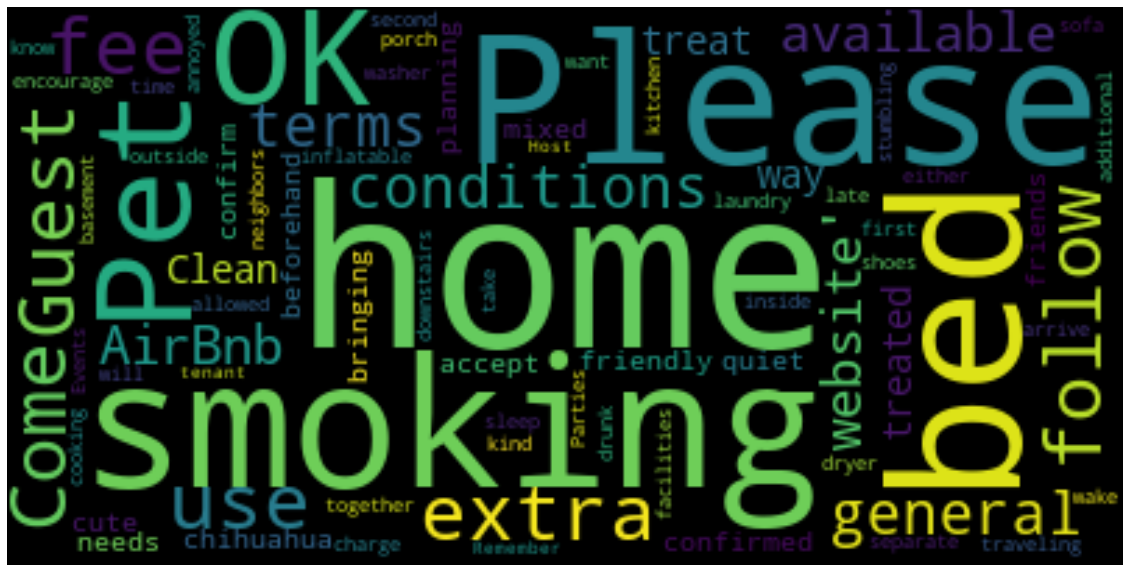 know
fee
OK
second
porch
Please
treat
available
sofa
encourage
time
annoyed
washer
planning
want
kitchen
stumbling
additional
Pet
terms
mixed
Host
outside
confirm
neighbors
inflatable
basement
conditions
way
either
laundry
late
friends
first
ComeGuest
beforehand
home
website'
bed
follow
Clean
shoes
allowed
bringing
downstairs
take
inside
treated
arrive
AirBnb
will
Events
tenant
accept
friendly
quiet
smoking
cooking
sleep
kind
Parties
drunk
facilities
dryer
use
together
extra
general
wake
cute
needs
chihuahua
charge
Remember
confirmed
separate
traveling